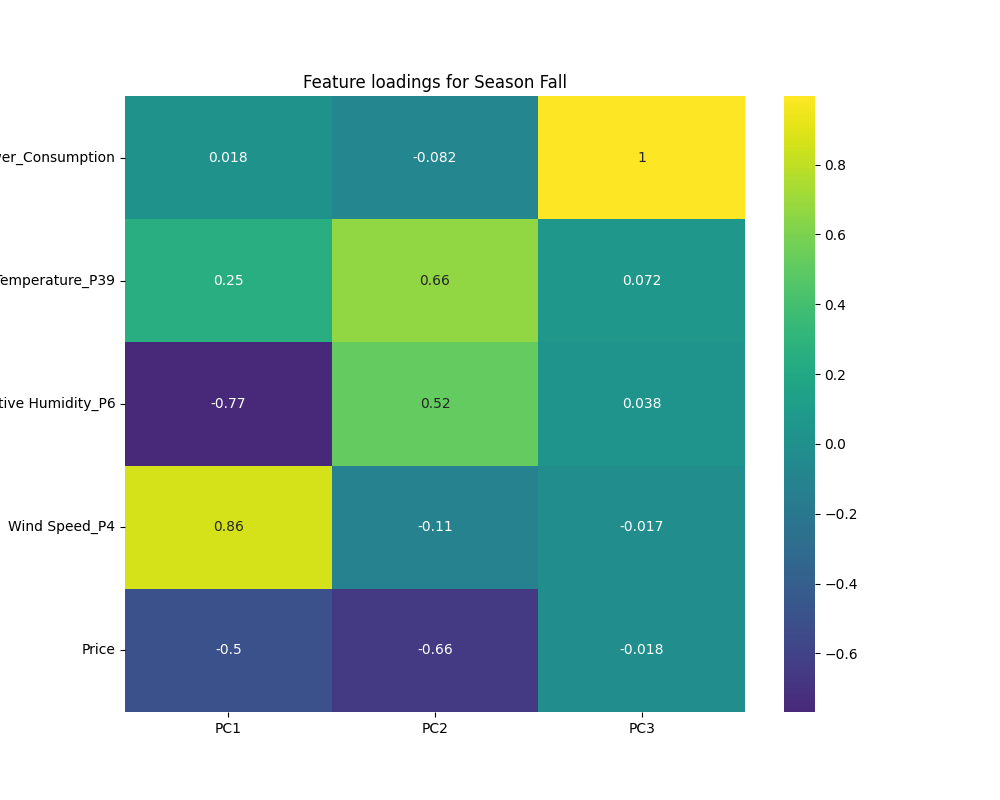 Feature loadings for Season Fall
er_Consumption 0.018 -0.082 1
Temperature_P39 0.25 0.66 0.072
tive Humidity_P6 -0.77 0.52 0.038
Wind Speed_P4 0.86 -0.11 -0.017
Price -0.5 -0.66 -0.018
PC1 PC2 PC3
0.8
0.6
0.4
0.2
0.0
−0.2
−0.4
−0.6